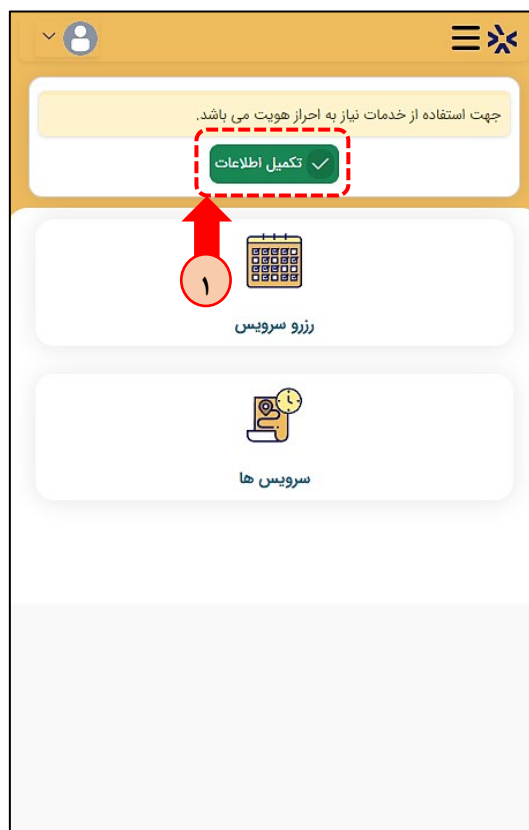 جهت استفاده از خدمات نیاز به احراز هویت می باشد.
تکمیل اطلاعات
۱
رزرو سرویس
سرویس ها